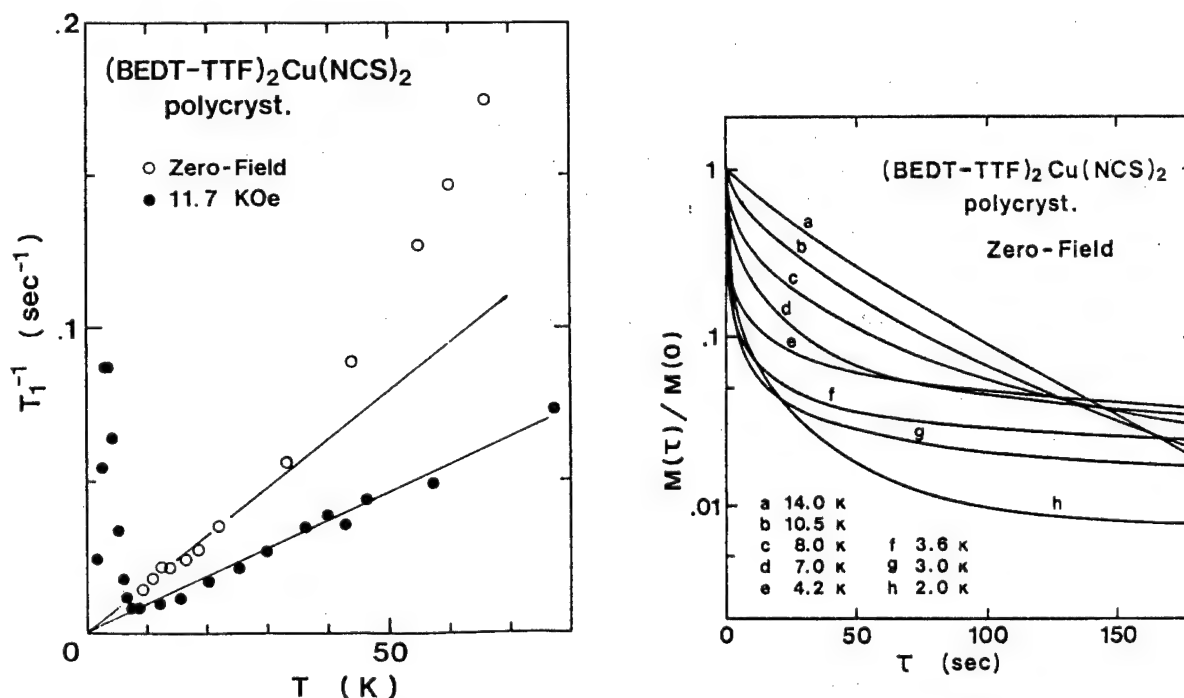 .2
(BEDT-TTF)₂Cu(NCS)₂
polycryst.
○ Zero-Field
● 11.7 KOe
.1
T₁⁻¹ (sec⁻¹)
0
50
T (K)
(BEDT-TTF)₂Cu(NCS)₂
polycryst.
Zero-Field
1
.1
.01
M(τ)/M(0)
a
b
c
d
e
f
g
h
a 14.0 K
b 10.5 K
c 8.0 K
d 7.0 K
e 4.2 K
f 3.6 K
g 3.0 K
h 2.0 K
0
50
100
150
τ (sec)